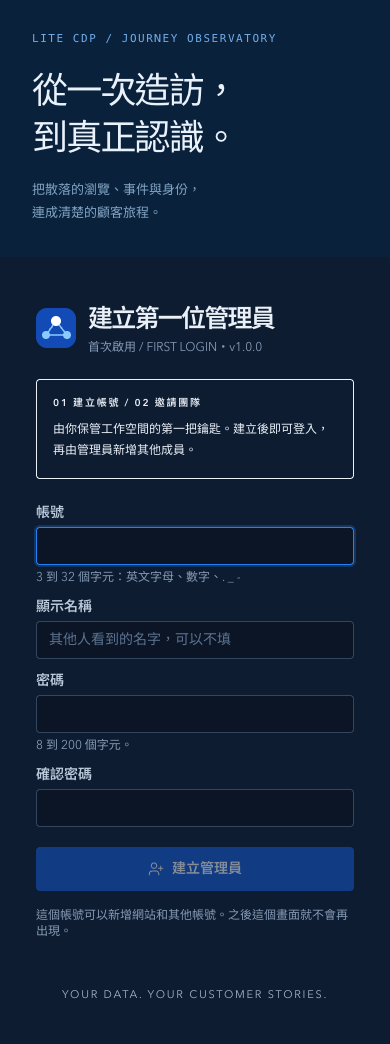 LITE CDP / JOURNEY OBSERVATORY
從一次造訪，
到真正認識。
把散落的瀏覽、事件與身份，
連成清楚的顧客旅程。
建立第一位管理員
首次啟用 / FIRST LOGIN • v1.0.0
01 建立帳號 / 02 邀請團隊
由你保管工作空間的第一把鑰匙。建立後即可登入，
再由管理員新增其他成員。
帳號
3 到 32 個字元：英文字母、數字、. _ -
顯示名稱
其他人看到的名字，可以不填
密碼
8 到 200 個字元。
確認密碼
建立管理員
這個帳號可以新增網站和其他帳號。之後這個畫面就不會再
出現。
YOUR DATA. YOUR CUSTOMER STORIES.